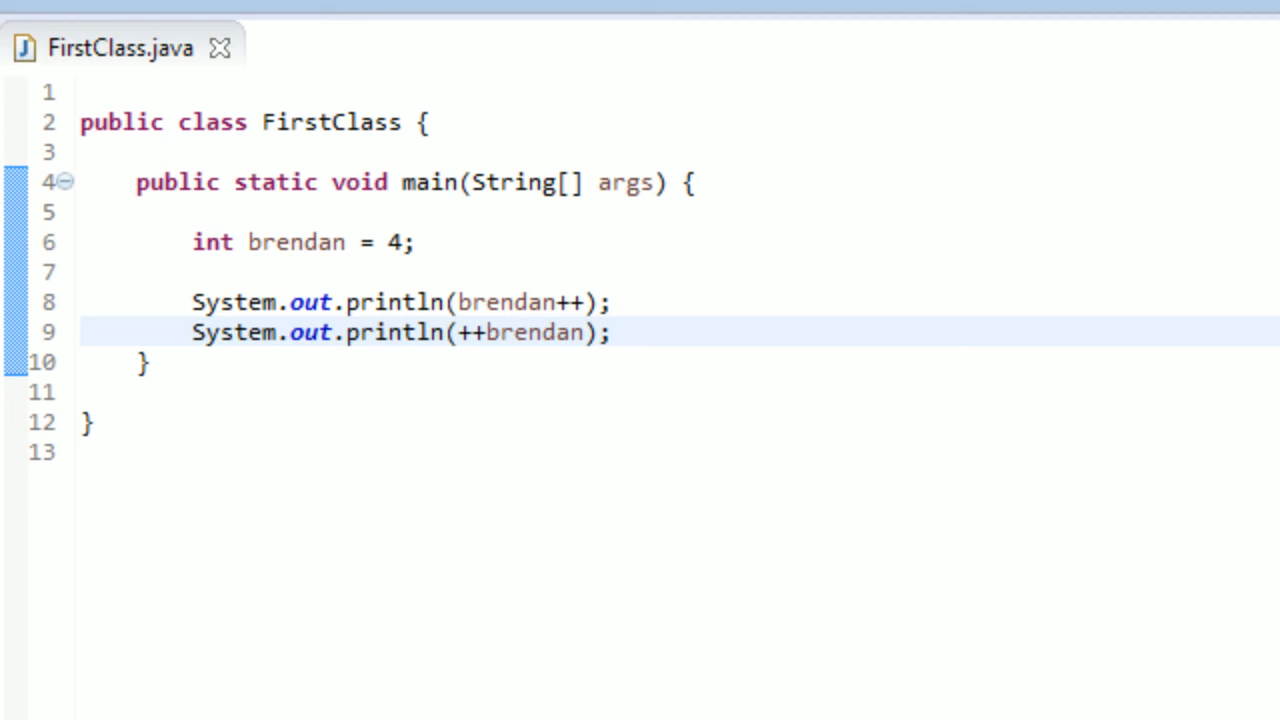 FirstClass.java
1
2 public class FirstClass {
3
4 public static void main(String[] args) {
5
6 int brendan = 4;
7
8 System.out.println(brendan++);
9 System.out.println(++brendan);
10 }
11
12 }
13